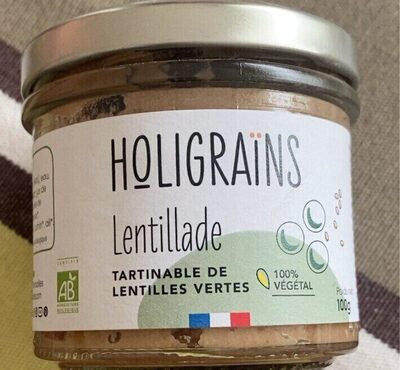 HOLIGRAÏNS
Lentillade
TARTINABLE DE
LENTILLES VERTES
100%
VÉGÉTAL
100g
AB